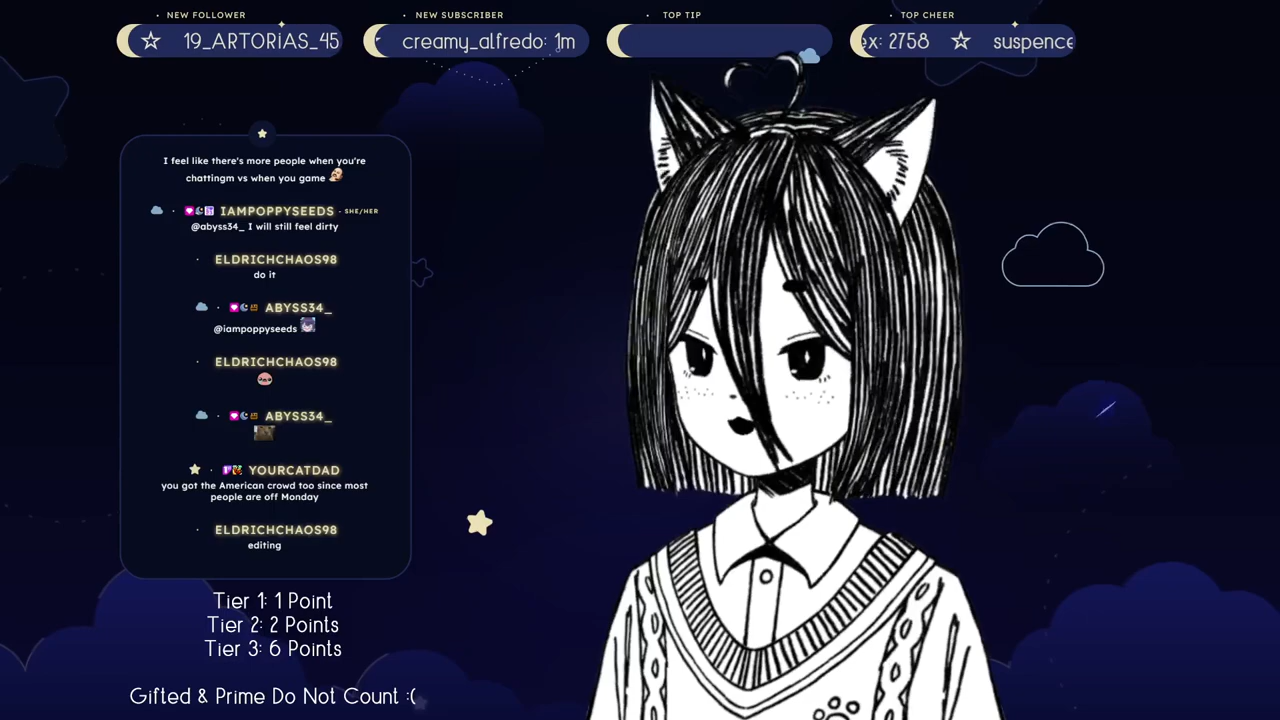 NEW FOLLOWER
19_ARTORIAS_45
NEW SUBSCRIBER
creamy_alfredo: 1m
TOP TIP
TOP CHEER
ex: 2758
suspence
I feel like there's more people when you're
chattingm vs when you game
IAMPOPPYSEEDS - SHE/HER
@abyss34_ I will still feel dirty
ELDRICHCHAOS98
do it
ABYSS34_
@iampoppyseeds
ELDRICHCHAOS98
ABYSS34_
YOURCATDAD
you got the American crowd too since most
people are off Monday
ELDRICHCHAOS98
editing
Tier 1: 1 Point
Tier 2: 2 Points
Tier 3: 6 Points
Gifted & Prime Do Not Count :(